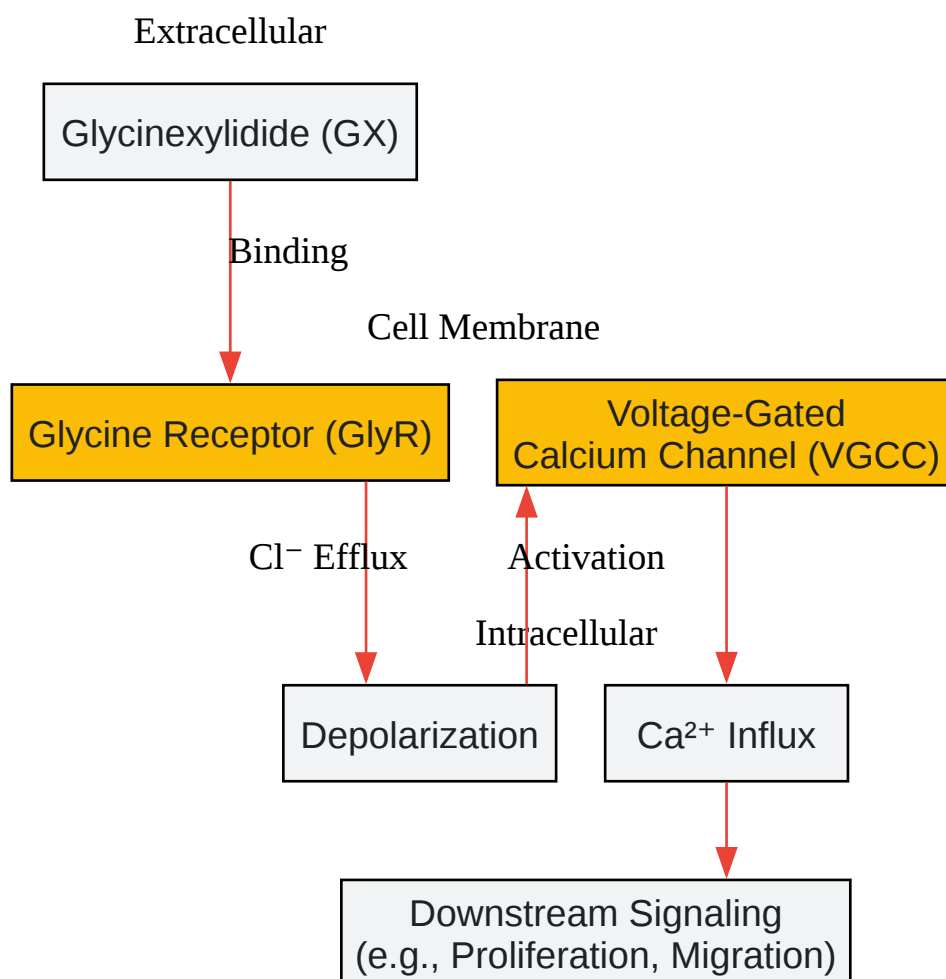 Extracellular
Glycinexylidide (GX)
Binding
Cell Membrane
Glycine Receptor (GlyR)
Voltage-Gated
Calcium Channel (VGCC)
Cl⁻ Efflux
Activation
Intracellular
Depolarization
Ca²⁺ Influx
Downstream Signaling
(e.g., Proliferation, Migration)